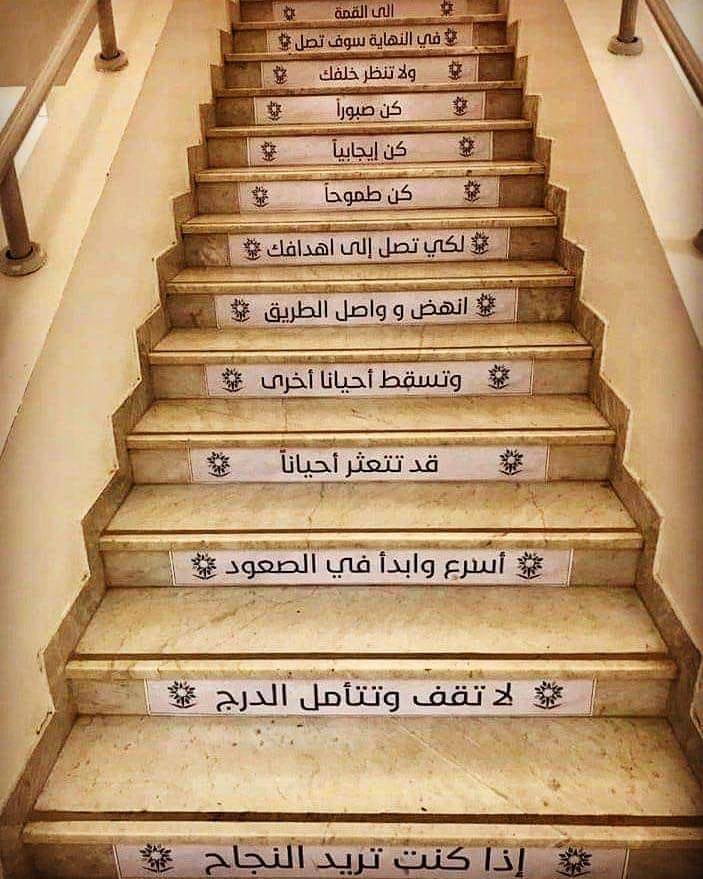 إذا كنت تريد النجاح
لا تقف وتتأمل الدرج
أسرع وابدأ في الصعود
قد تتعثر أحياناً
وتسقط أحيانا أخرى
انهض و واصل الطريق
لكي تصل إلى اهدافك
كن طموحاً
كن إيجابياً
كن صبوراً
ولا تنظر خلفك
في النهاية سوف تصل
الى القمة